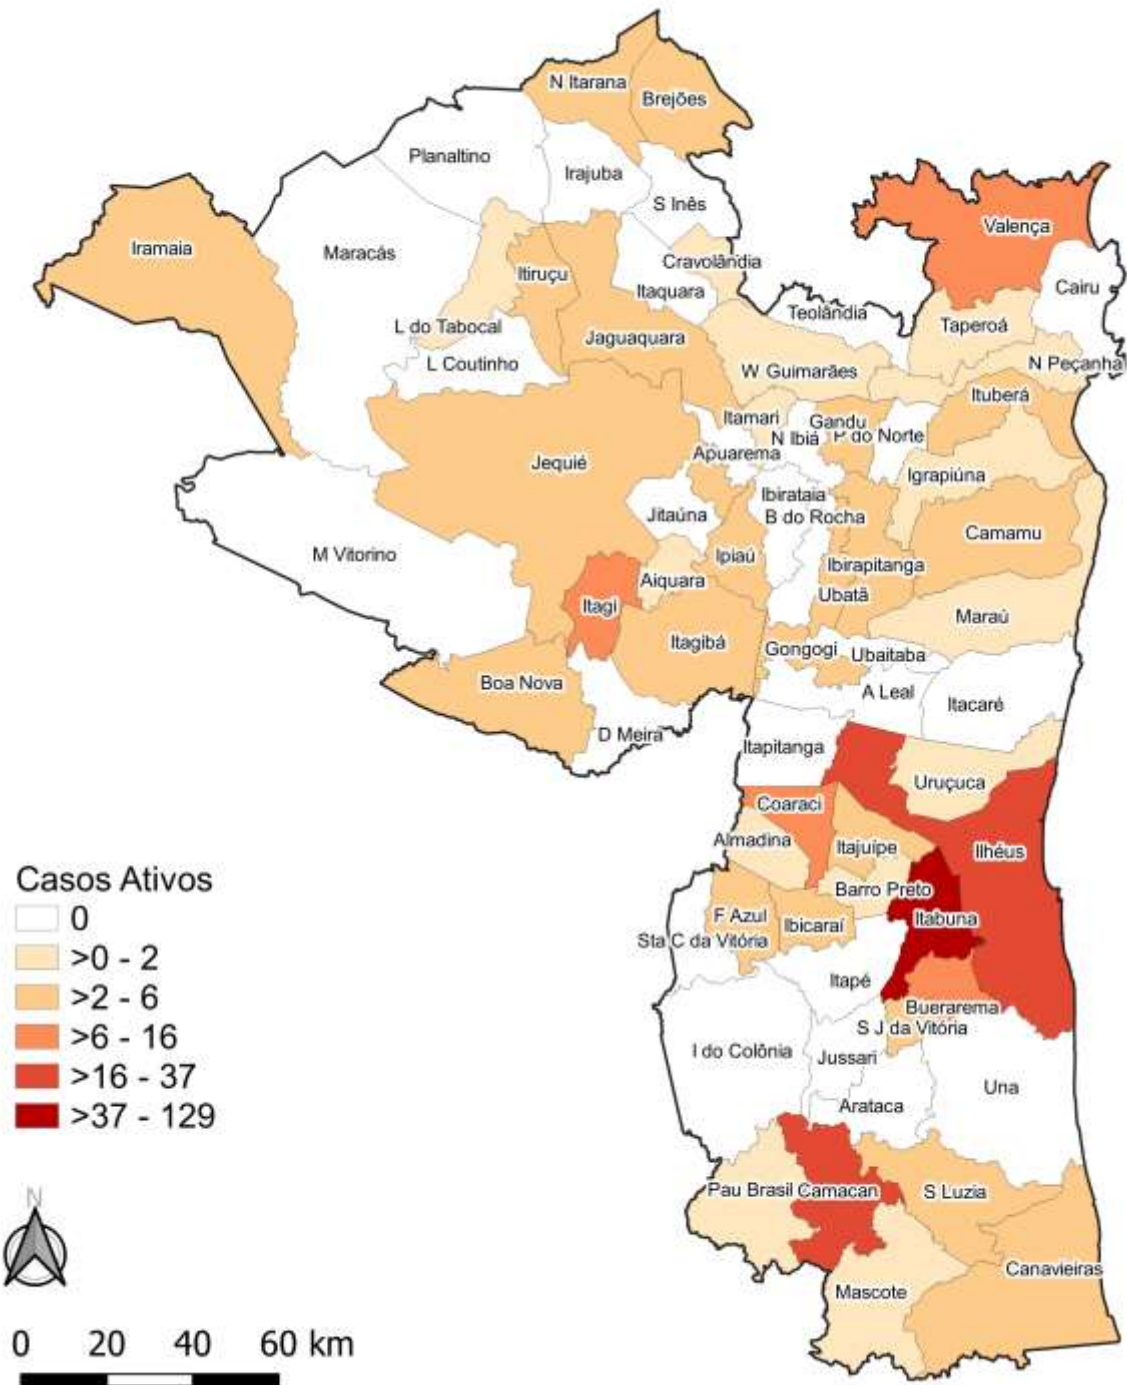 N Itarana
Brejões
Planaltino
Irajuba
S Inês
Valença
Iramaia
Maracás
Cravolândia
Itiruçu
Itaquara
Cairu
Teolândia
L do Tabocal
Jaguaquara
Taperoá
L Coutinho
W Guimarães
N Peçanha
Ituberá
Itamari
Gandu
N Ibiá
P do Norte
Apuarema
Jequié
Igrapiúna
Ibirataia
Jitaúna
B do Rocha
Camamu
M Vitorino
Ipiaú
Ibirapitanga
Aiquara
Ubatã
Itagi
Maraú
Itagibá
Gongogi
Ubaitaba
Boa Nova
A Leal
Itacaré
D Meira
Itapitanga
Uruçuca
Coaraci
Almadina
Itajuípe
Ilhéus
Barro Preto
F Azul
Ibicaraí
Itabuna
Sta C da Vitória
Itapé
Buerarema
S J da Vitória
I do Colônia
Jussari
Una
Arataca
Pau Brasil
Camacan
S Luzia
Canavieiras
Mascote
Casos Ativos
0
>0 - 2
>2 - 6
>6 - 16
>16 - 37
>37 - 129
N
0 20 40 60 km